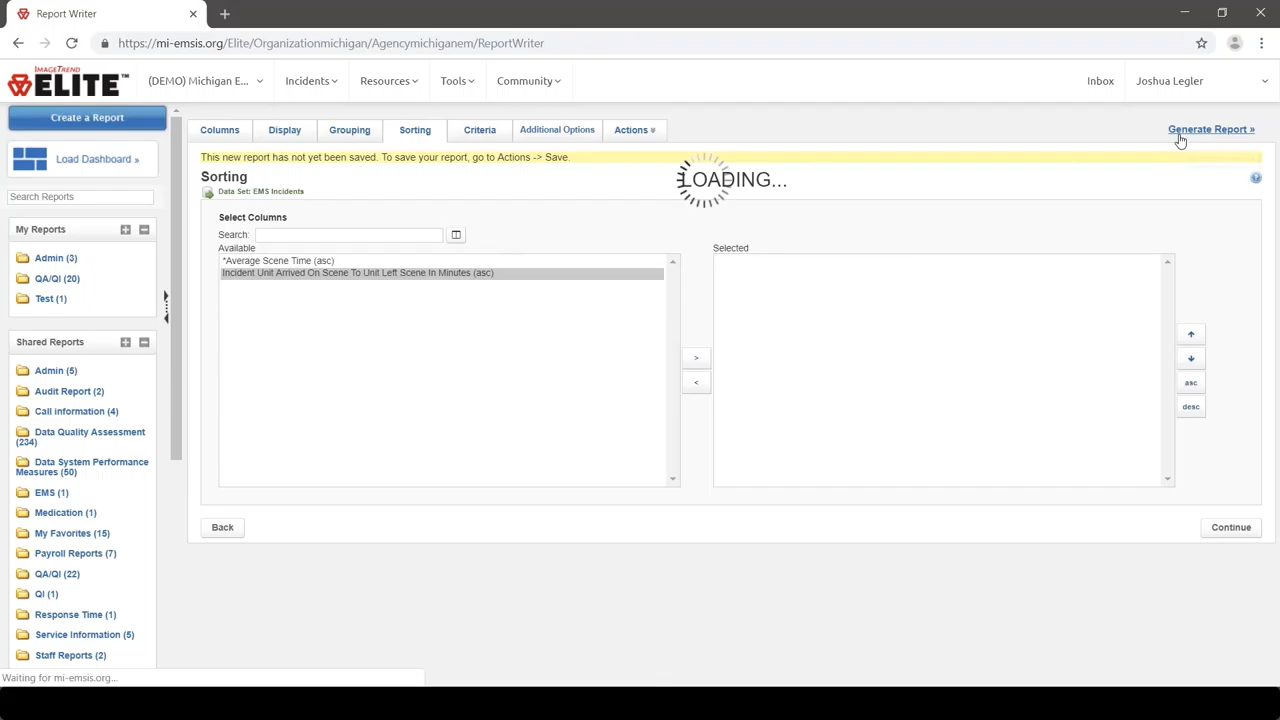 Report Writer
https://mi-emsis.org/Elite/Organizationmichigan/Agencymichiganem/ReportWriter
IMAGETREND
ELITE™
(DEMO) Michigan E...
Incidents
Resources
Tools
Community
Inbox
Joshua Legler
Create a Report
Load Dashboard »
Search Reports
My Reports
Admin (3)
QA/QI (20)
Test (1)
Shared Reports
Admin (5)
Audit Report (2)
Call information (4)
Data Quality Assessment
(234)
Data System Performance
Measures (50)
EMS (1)
Medication (1)
My Favorites (15)
Payroll Reports (7)
QA/QI (22)
QI (1)
Response Time (1)
Service Information (5)
Staff Reports (2)
Waiting for mi-emsis.org...
Columns
Display
Grouping
Sorting
Criteria
Additional Options
Actions
Generate Report »
This new report has not yet been saved. To save your report, go to Actions -> Save.
LOADING...
Sorting
Data Set: EMS Incidents
Select Columns
Search:
Available
*Average Scene Time (asc)
Incident Unit Arrived On Scene To Unit Left Scene In Minutes (asc)
>
<
Selected
asc
desc
Back
Continue